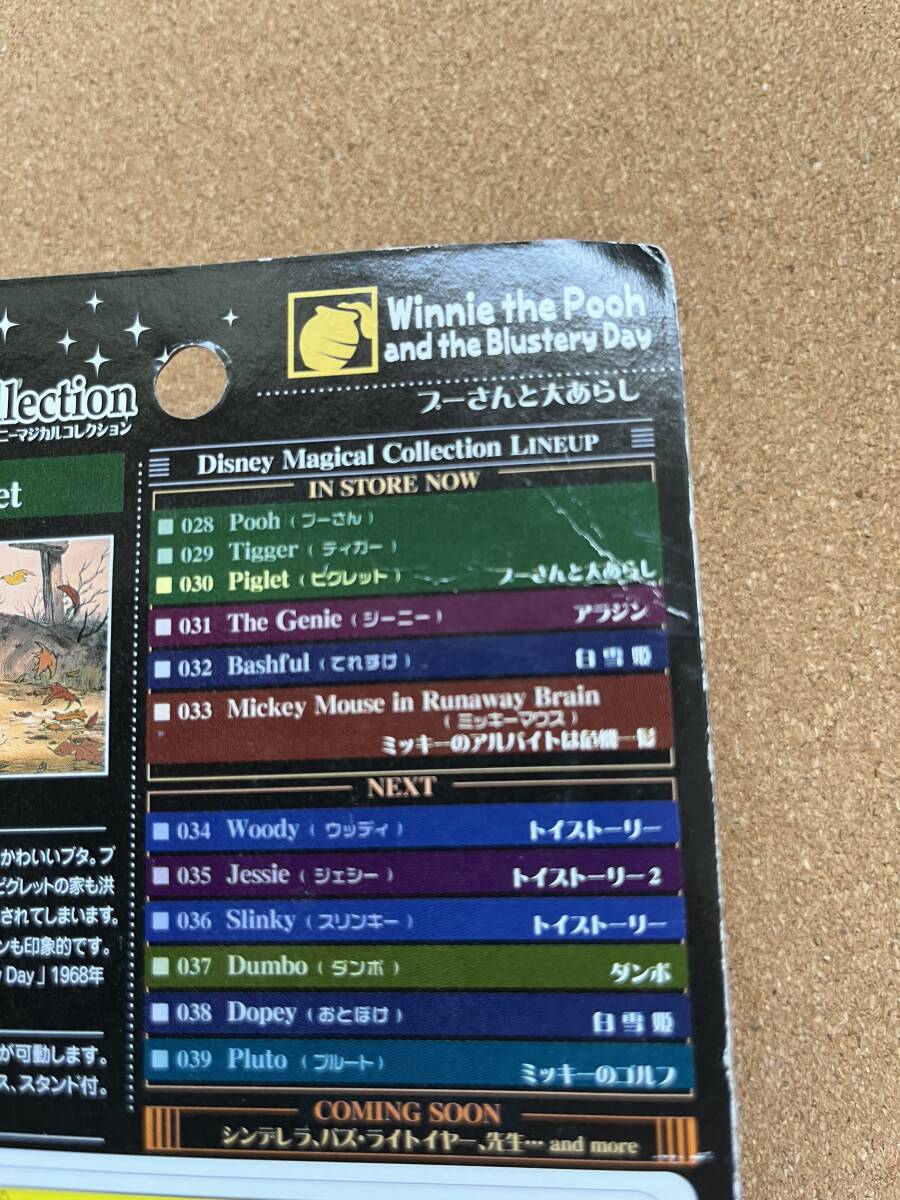 Winnie the Pooh
and the Blustery Day
プーさんと大あらし
llection
ニーマジカルコレクション
et
Disney Magical Collection LINEUP
IN STORE NOW
028 Pooh (プーさん)
029 Tigger (ティガー)
030 Piglet (ピグレット) プーさんと大あらし
031 The Genie (ジーニー) アラジン
032 Bashful (てれすけ) 白雪姫
033 Mickey Mouse in Runaway Brain
(ミッキーマウス)
ミッキーのアルバイトは危機一髪
NEXT
034 Woody (ウッディ) トイストーリー
035 Jessie (ジェシー) トイストーリー2
036 Slinky (スリンキー) トイストーリー
037 Dumbo (ダンボ) ダンボ
038 Dopey (おとぼけ) 白雪姫
039 Pluto (プルート) ミッキーのゴルフ
COMING SOON
シンデレラ、バズ・ライトイヤー、先生… and more
かわいいブタ。プ
ピグレットの家も洪
されてしまいます。
ンも印象的です。
y Day」1968年
が可動します。
ス、スタンド付。